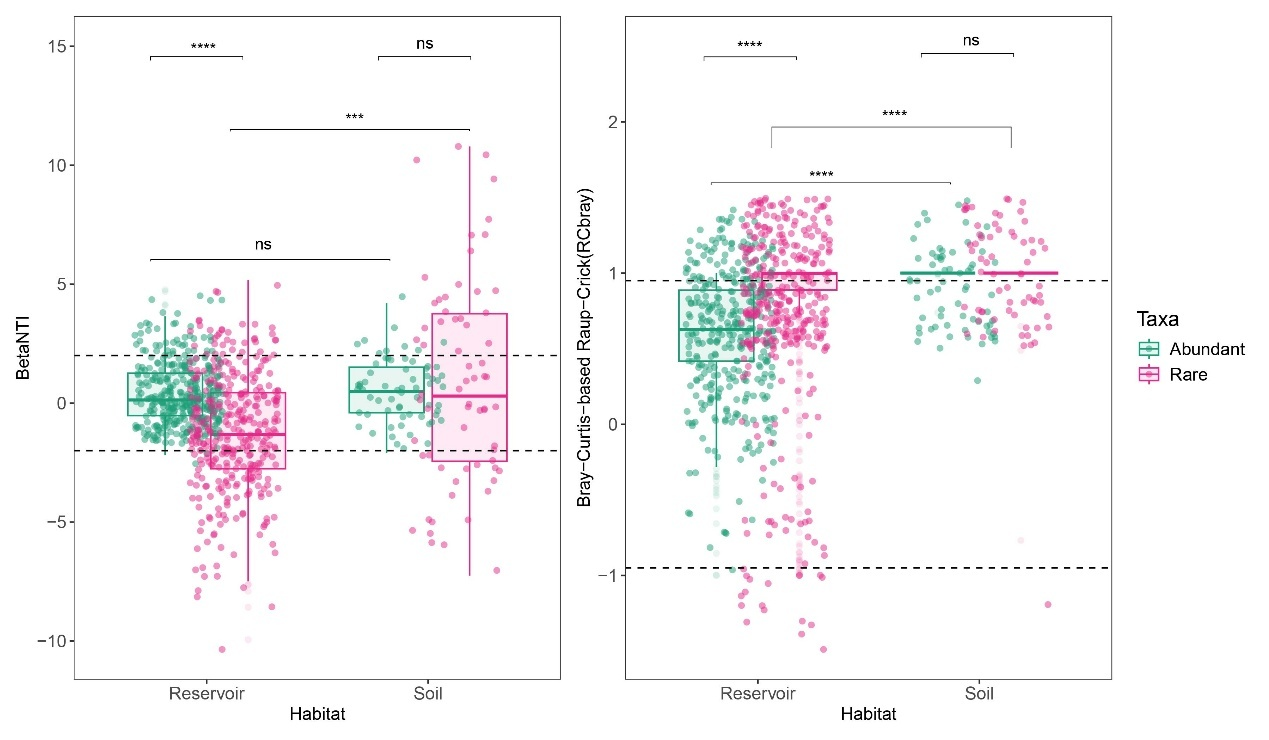 BetaNTI
15
10
5
0
−5
−10
****
ns
***
ns
Reservoir
Soil
Habitat
Bray−Curtis−based Raup−Crick(RCbray)
2
1
0
−1
****
ns
****
****
Reservoir
Soil
Habitat
Taxa
Abundant
Rare